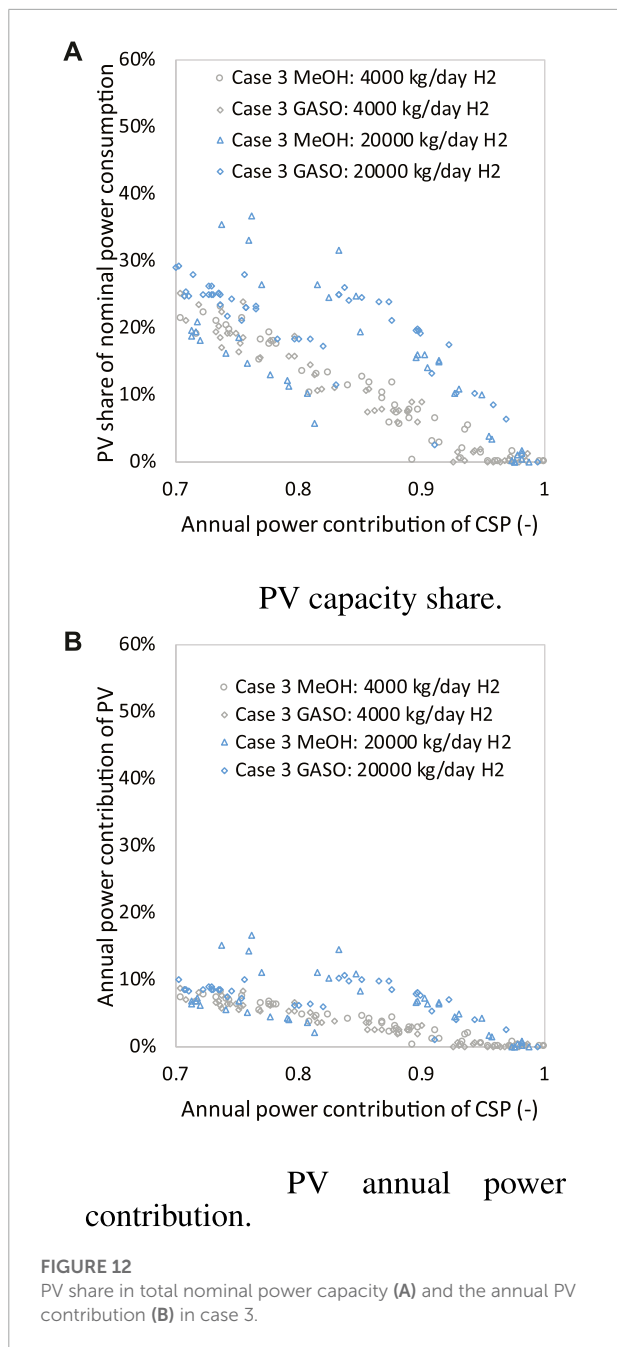 A
60%
50%
40%
30%
20%
10%
0%
PV share of nominal power consumption
Case 3 MeOH: 4000 kg/day H2
Case 3 GASO: 4000 kg/day H2
Case 3 MeOH: 20000 kg/day H2
Case 3 GASO: 20000 kg/day H2
0.7 0.8 0.9 1
Annual power contribution of CSP (-)
PV capacity share.
B
60%
50%
40%
30%
20%
10%
0%
Annual power contribution of PV
Case 3 MeOH: 4000 kg/day H2
Case 3 GASO: 4000 kg/day H2
Case 3 MeOH: 20000 kg/day H2
Case 3 GASO: 20000 kg/day H2
0.7 0.8 0.9 1
Annual power contribution of CSP (-)
PV annual power
contribution.
FIGURE 12
PV share in total nominal power capacity (A) and the annual PV
contribution (B) in case 3.